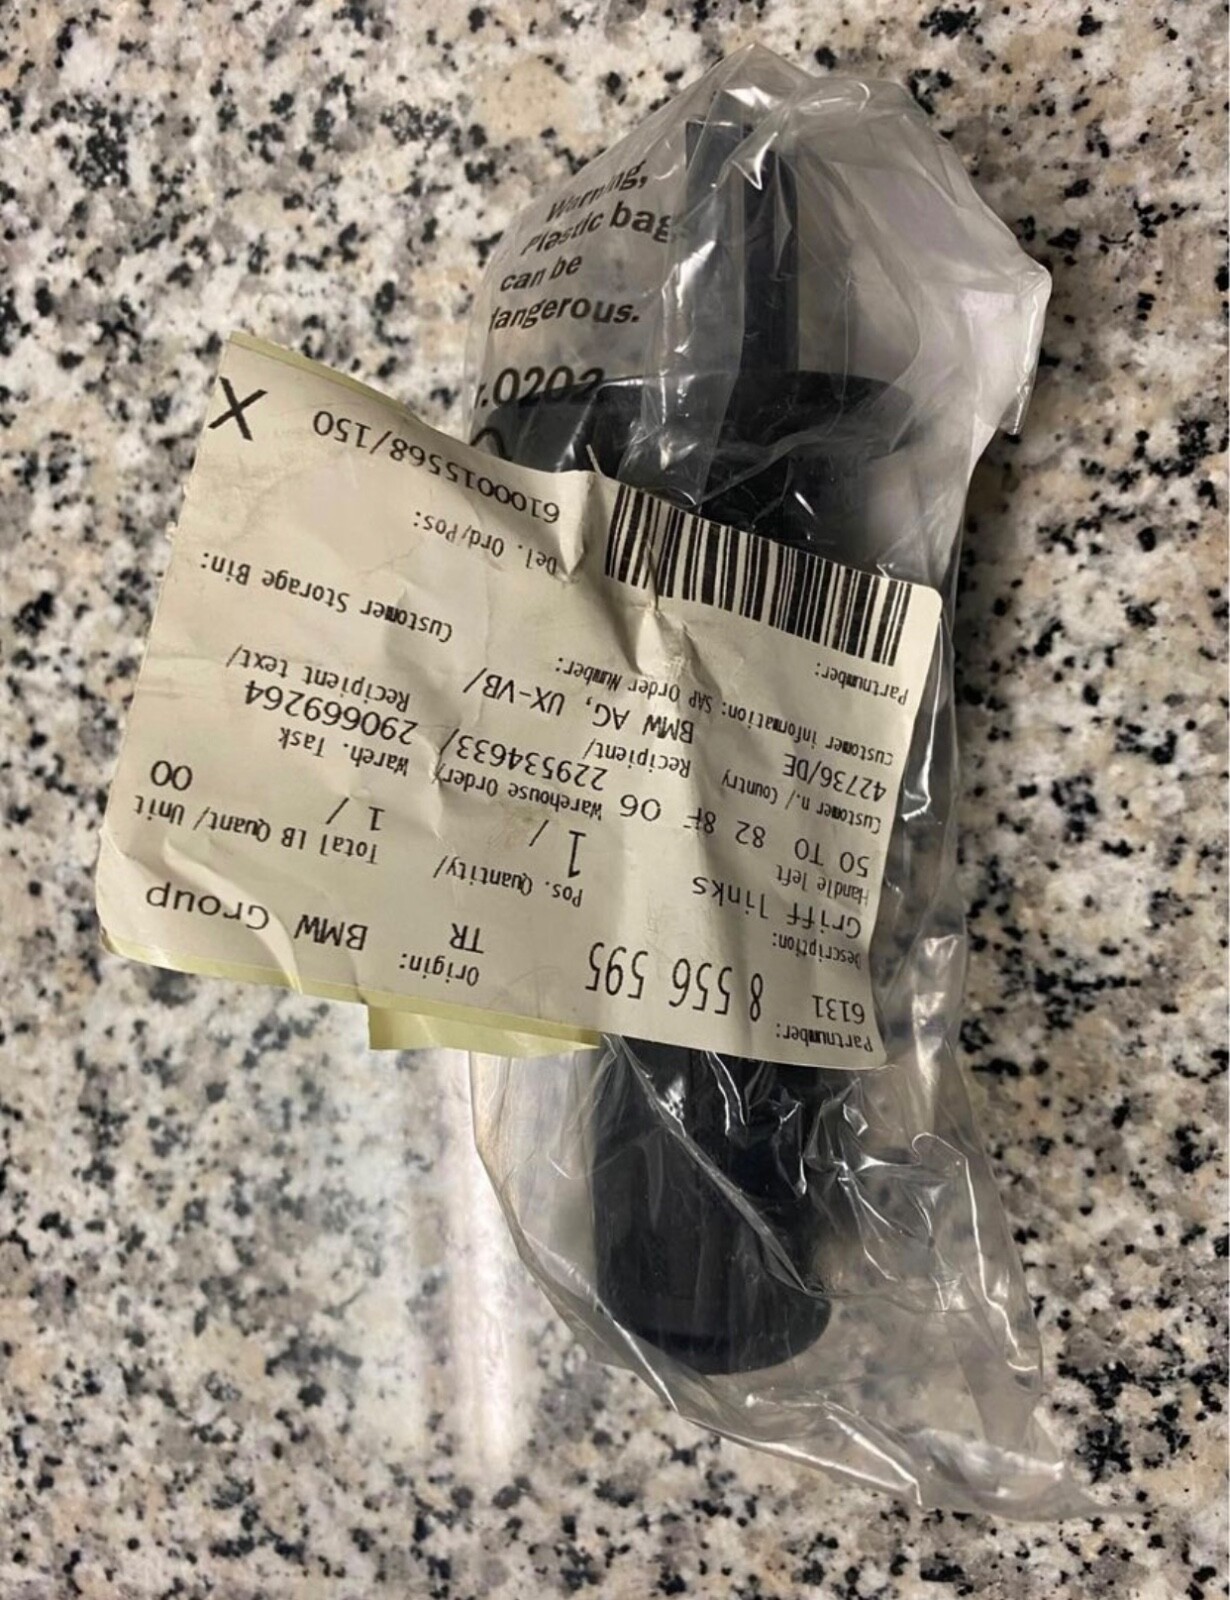 Warning,
Plastic bag
can be
dangerous.
.0202
Partnumber:
6131 8 556 595
Origin:
TR
BMW Group
Description:
Griff links
Handle left
50 TO 82 8F 06
Pos. Quantity/
1 /
Total LB Quant/ Unit
1 / 00
Customer n./ Country
42736/DE
Warehouse Order/
229534633/
Wareh. Task
290669264
customer information: SAP Order Number:
Recipient/
BMW AG, UX-VB/
Recipient text/
Partnumber:
Customer Storage Bin:
Del. Ord/Pos:
6100015568/150
X